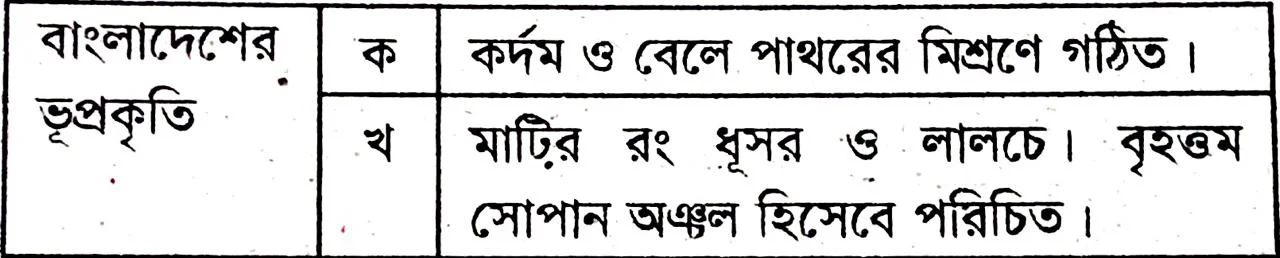 বাংলাদেশের ক কর্দম ও বেলে পাথরের মিশ্রণে গঠিত।
ভূপ্রকৃতি খ মাটির রং ধূসর ও লালচে। বৃহত্তম
সোপান অঞ্চল হিসেবে পরিচিত।